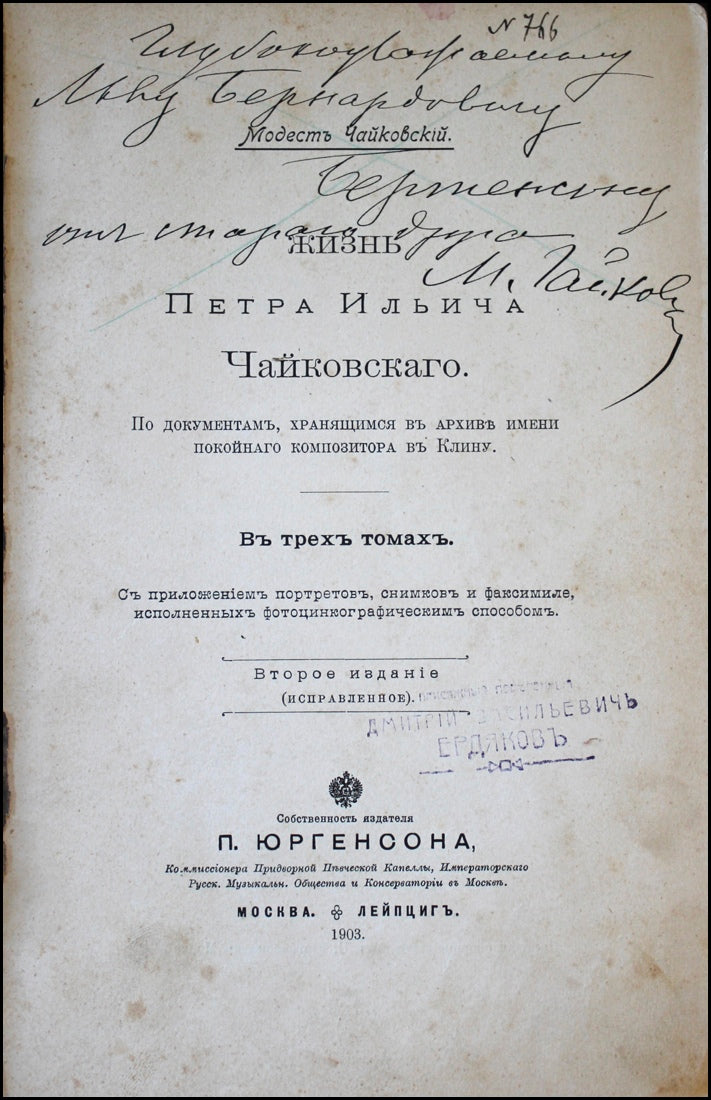 N 766
Глубокоуважаемому
Льву Бернардовичу
Модестъ Чайковскій.
Бертенсону
отъ стараго друга
ЖИЗНЬ
М. Чайковскій
ПЕТРА ИЛЬИЧА
Чайковскаго.
По документамъ, хранящимся въ архивѣ имени
покойнаго композитора въ Клину.
Въ трехъ томахъ.
Съ приложеніемъ портретовъ, снимковъ и факсимиле,
исполненныхъ фотоцинкографическимъ способомъ.
Второе изданіе
(исправленное).
ДМИТРІЙ ВАСИЛЬЕВИЧЪ
ЕРДЯКОВЪ
Собственность издателя
П. ЮРГЕНСОНА,
Коммиссіонера Придворной Пѣвческой Капеллы, Императорскаго
Русск. Музыкальн. Общества и Консерваторіи въ Москвѣ.
МОСКВА. ЛЕЙПЦИГЪ.
1903.